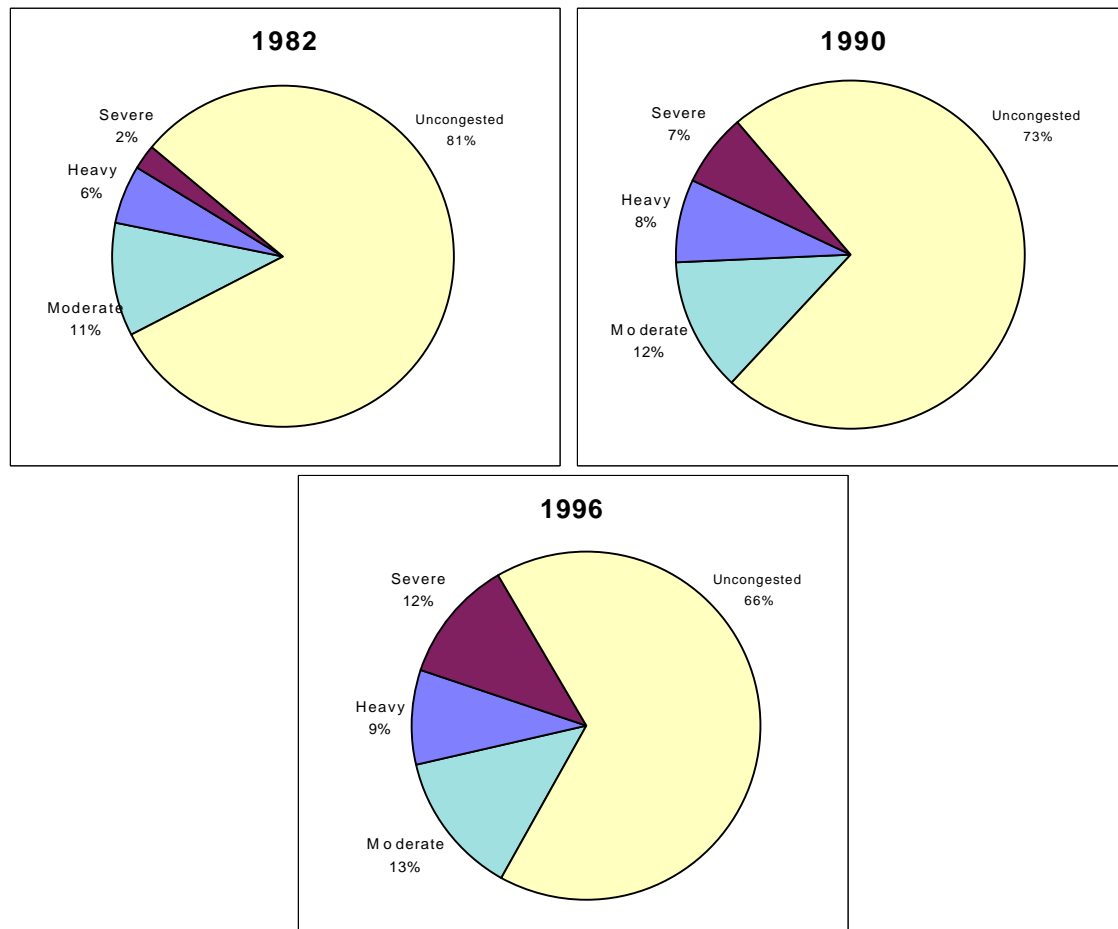 1982
Severe
2%
Heavy
6%
Moderate
11%
Uncongested
81%
1990
Severe
7%
Heavy
8%
Moderate
12%
Uncongested
73%
1996
Severe
12%
Heavy
9%
Moderate
13%
Uncongested
66%